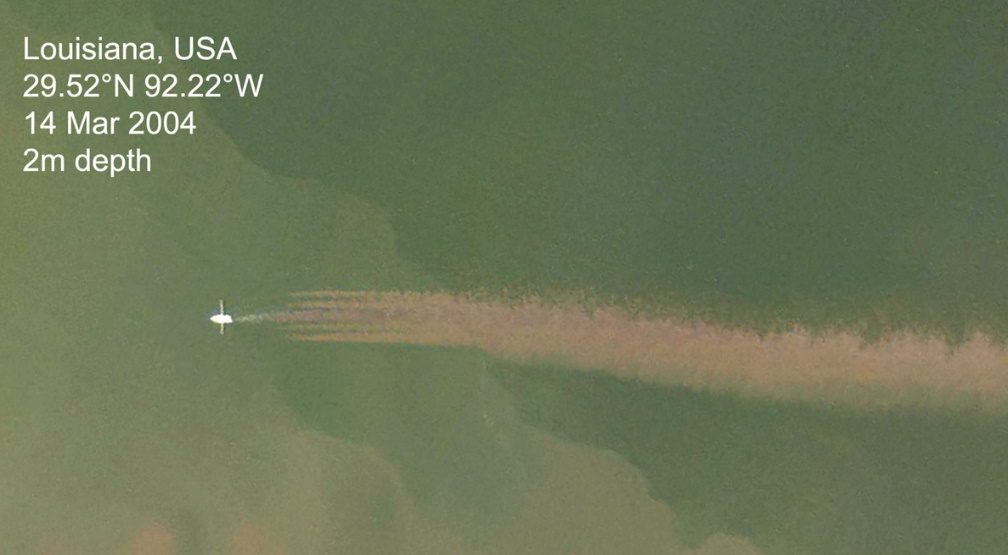 Louisiana, USA
29.52°N 92.22°W
14 Mar 2004
2m depth